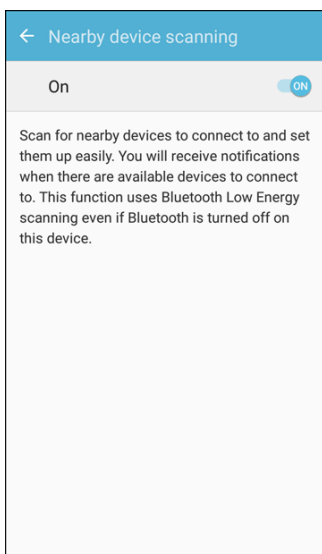 Nearby device scanning
On
ON
Scan for nearby devices to connect to and set
them up easily. You will receive notifications
when there are available devices to connect
to. This function uses Bluetooth Low Energy
scanning even if Bluetooth is turned off on
this device.